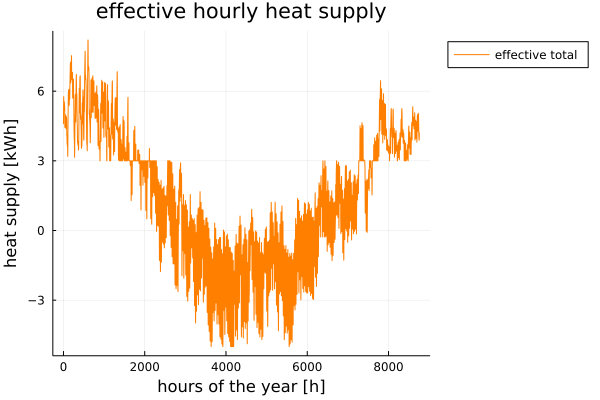 effective hourly heat supply
effective total
heat supply [kWh]
6
3
0
−3
0 2000 4000 6000 8000
hours of the year [h]